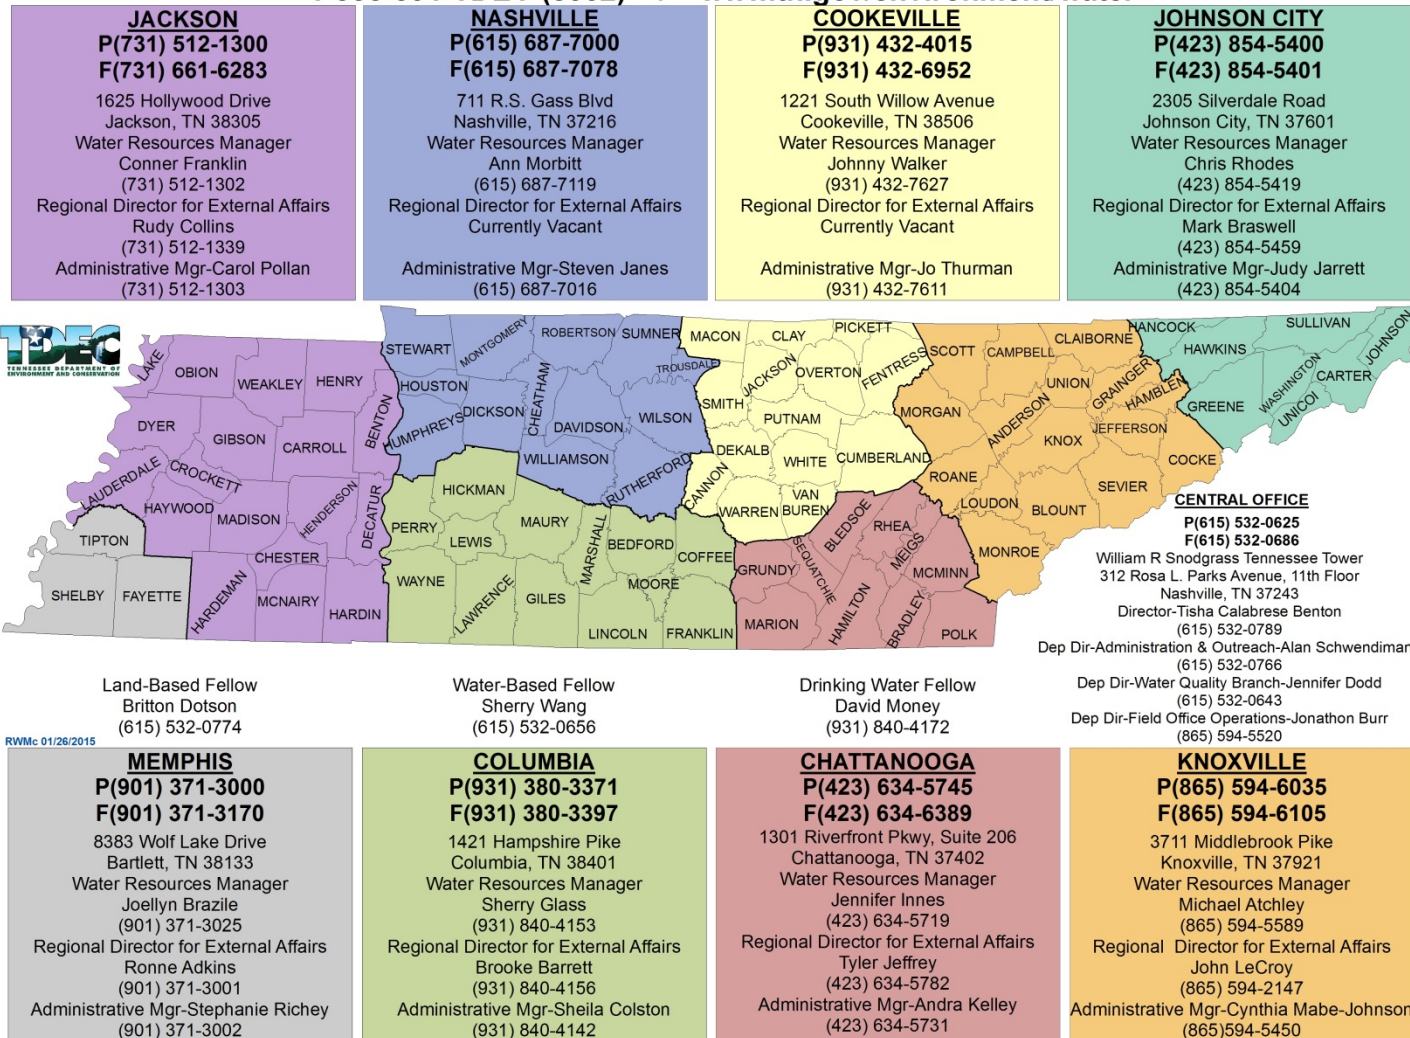 JACKSON
P(731) 512-1300
F(731) 661-6283
1625 Hollywood Drive
Jackson, TN 38305
Water Resources Manager
Conner Franklin
(731) 512-1302
Regional Director for External Affairs
Rudy Collins
(731) 512-1339
Administrative Mgr-Carol Pollan
(731) 512-1303
NASHVILLE
P(615) 687-7000
F(615) 687-7078
711 R.S. Gass Blvd
Nashville, TN 37216
Water Resources Manager
Ann Morbitt
(615) 687-7119
Regional Director for External Affairs
Currently Vacant
Administrative Mgr-Steven Janes
(615) 687-7016
COOKEVILLE
P(931) 432-4015
F(931) 432-6952
1221 South Willow Avenue
Cookeville, TN 38506
Water Resources Manager
Johnny Walker
(931) 432-7627
Regional Director for External Affairs
Currently Vacant
Administrative Mgr-Jo Thurman
(931) 432-7611
JOHNSON CITY
P(423) 854-5400
F(423) 854-5401
2305 Silverdale Road
Johnson City, TN 37601
Water Resources Manager
Chris Rhodes
(423) 854-5419
Regional Director for External Affairs
Mark Braswell
(423) 854-5459
Administrative Mgr-Judy Jarrett
(423) 854-5404
TDEC
TENNESSEE DEPARTMENT OF
ENVIRONMENT AND CONSERVATION
LAKE
OBION
WEAKLEY
HENRY
BENTON
DYER
GIBSON
CARROLL
LAUDERDALE
CROCKETT
HAYWOOD
MADISON
HENDERSON
DECATUR
CHESTER
HARDEMAN
MCNAIRY
HARDIN
TIPTON
SHELBY
FAYETTE
STEWART
MONTGOMERY
ROBERTSON
SUMNER
TROUSDALE
HOUSTON
HUMPHREYS
DICKSON
CHEATHAM
DAVIDSON
WILSON
WILLIAMSON
RUTHERFORD
HICKMAN
PERRY
LEWIS
MAURY
MARSHALL
BEDFORD
COFFEE
WAYNE
LAWRENCE
GILES
MOORE
LINCOLN
FRANKLIN
MACON
CLAY
PICKETT
JACKSON
OVERTON
FENTRESS
SMITH
PUTNAM
DEKALB
WHITE
CUMBERLAND
CANNON
WARREN
VAN
BUREN
GRUNDY
SEQUATCHIE
BLEDSOE
RHEA
MEIGS
MCMINN
MARION
HAMILTON
BRADLEY
POLK
SCOTT
CAMPBELL
CLAIBORNE
UNION
GRAINGER
HAMBLEN
MORGAN
ANDERSON
KNOX
JEFFERSON
COCKE
ROANE
LOUDON
BLOUNT
SEVIER
MONROE
HANCOCK
HAWKINS
SULLIVAN
JOHNSON
GREENE
WASHINGTON
UNICOI
CARTER
CENTRAL OFFICE
P(615) 532-0625
F(615) 532-0686
William R Snodgrass Tennessee Tower
312 Rosa L. Parks Avenue, 11th Floor
Nashville, TN 37243
Director-Tisha Calabrese Benton
(615) 532-0789
Dep Dir-Administration & Outreach-Alan Schwendiman
(615) 532-0766
Dep Dir-Water Quality Branch-Jennifer Dodd
(615) 532-0643
Dep Dir-Field Office Operations-Jonathon Burr
(865) 594-5520
Land-Based Fellow
Britton Dotson
(615) 532-0774
Water-Based Fellow
Sherry Wang
(615) 532-0656
Drinking Water Fellow
David Money
(931) 840-4172
RWMc 01/26/2015
MEMPHIS
P(901) 371-3000
F(901) 371-3170
8383 Wolf Lake Drive
Bartlett, TN 38133
Water Resources Manager
Joellyn Brazile
(901) 371-3025
Regional Director for External Affairs
Ronne Adkins
(901) 371-3001
Administrative Mgr-Stephanie Richey
(901) 371-3002
COLUMBIA
P(931) 380-3371
F(931) 380-3397
1421 Hampshire Pike
Columbia, TN 38401
Water Resources Manager
Sherry Glass
(931) 840-4153
Regional Director for External Affairs
Brooke Barrett
(931) 840-4156
Administrative Mgr-Sheila Colston
(931) 840-4142
CHATTANOOGA
P(423) 634-5745
F(423) 634-6389
1301 Riverfront Pkwy, Suite 206
Chattanooga, TN 37402
Water Resources Manager
Jennifer Innes
(423) 634-5719
Regional Director for External Affairs
Tyler Jeffrey
(423) 634-5782
Administrative Mgr-Andra Kelley
(423) 634-5731
KNOXVILLE
P(865) 594-6035
F(865) 594-6105
3711 Middlebrook Pike
Knoxville, TN 37921
Water Resources Manager
Michael Atchley
(865) 594-5589
Regional Director for External Affairs
John LeCroy
(865) 594-2147
Administrative Mgr-Cynthia Mabe-Johnson
(865)594-5450